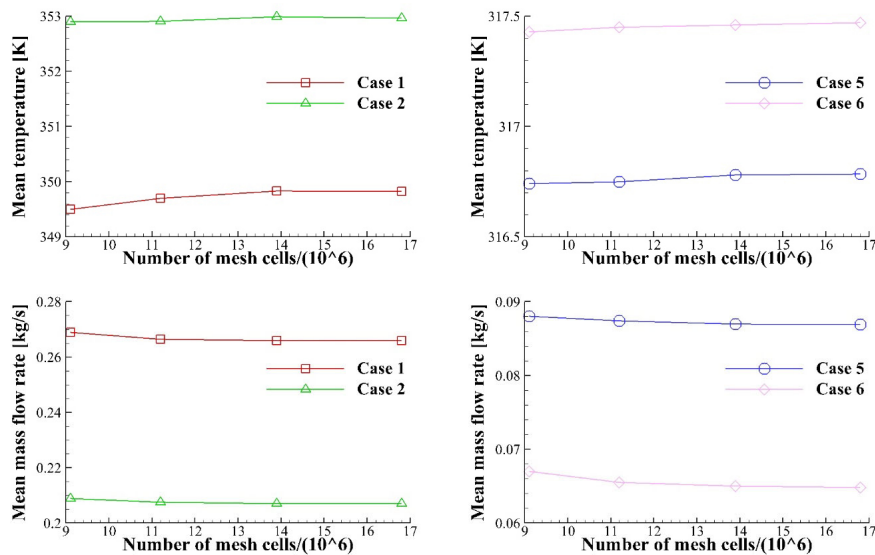 Mean temperature [K]
353
352
351
350
349
Case 1
Case 2
9 10 11 12 13 14 15 16 17
Number of mesh cells/(10^6)
Mean temperature [K]
317.5
317
316.5
Case 5
Case 6
9 10 11 12 13 14 15 16 17
Number of mesh cells/(10^6)
Mean mass flow rate [kg/s]
0.28
0.26
0.24
0.22
0.2
Case 1
Case 2
9 10 11 12 13 14 15 16 17
Number of mesh cells/(10^6)
Mean mass flow rate [kg/s]
0.09
0.08
0.07
0.06
Case 5
Case 6
9 10 11 12 13 14 15 16 17
Number of mesh cells/(10^6)